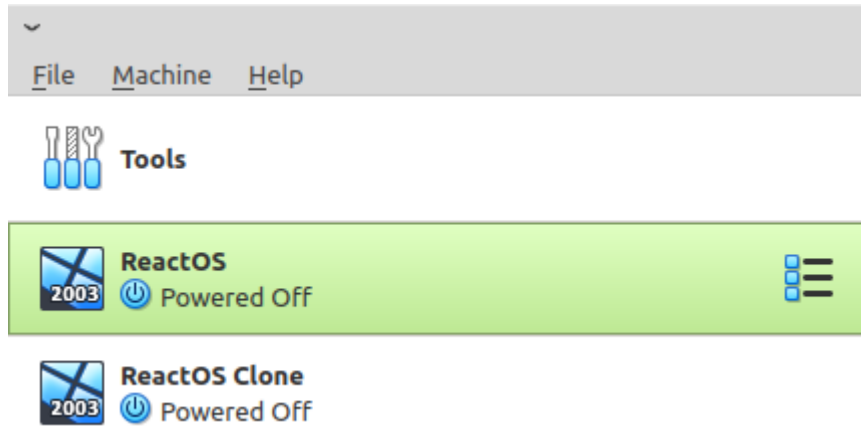 File Machine Help
Tools
ReactOS
2003 Powered Off
ReactOS Clone
2003 Powered Off